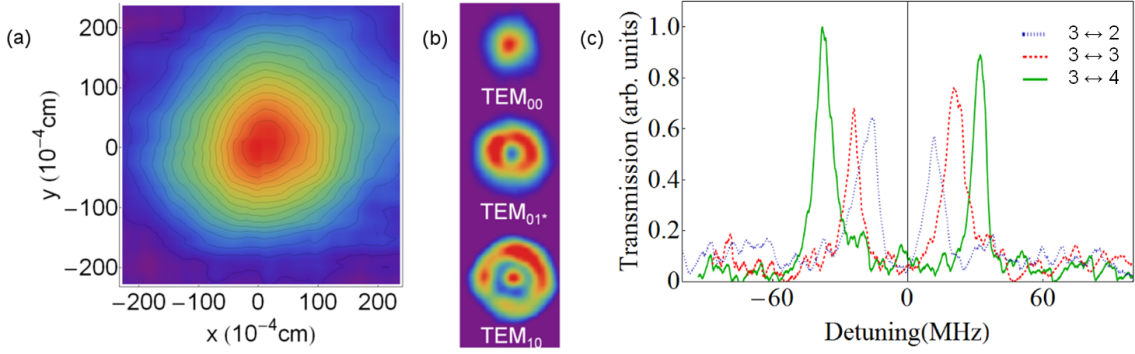 (a)
200
100
0
−100
−200
y (10⁻⁴cm)
−200 −100 0 100 200
x (10⁻⁴cm)
(b)
TEM₀₀
TEM₀₁*
TEM₁₀
(c)
Transmission (arb. units)
1.0
0.8
0.6
0.4
0.2
0
−60 0 60
Detuning(MHz)
3 ↔ 2
3 ↔ 3
3 ↔ 4